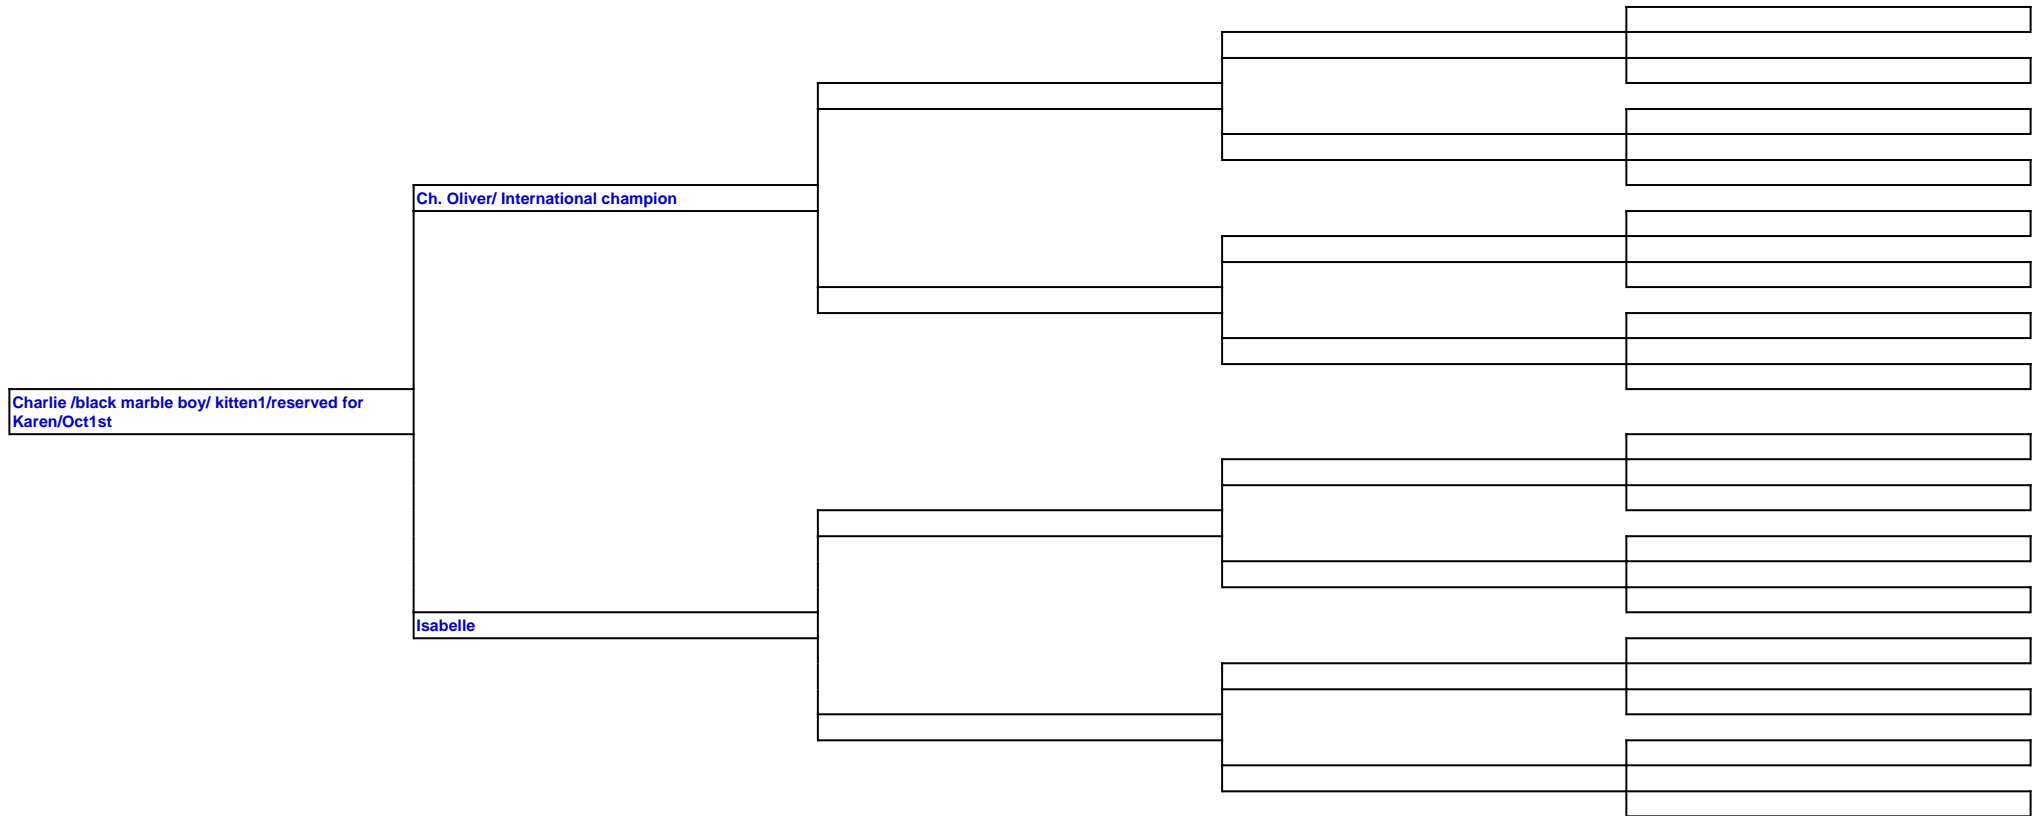 Ch. Oliver/ International champion
Charlie /black marble boy/ kitten1/reserved for
Karen/Oct1st
Isabelle